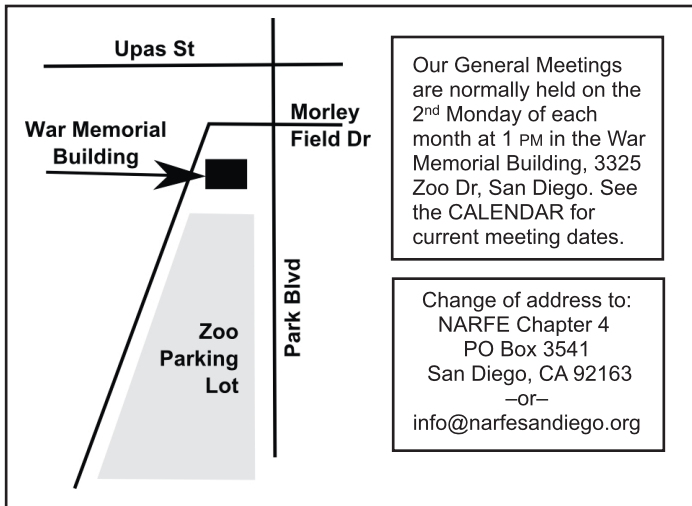 Upas St
Morley
Field Dr
War Memorial
Building
Park Blvd
Zoo
Parking
Lot
Our General Meetings
are normally held on the
2nd Monday of each
month at 1 PM in the War
Memorial Building, 3325
Zoo Dr, San Diego. See
the CALENDAR for
current meeting dates.
Change of address to:
NARFE Chapter 4
PO Box 3541
San Diego, CA 92163
–or–
info@narfesandiego.org